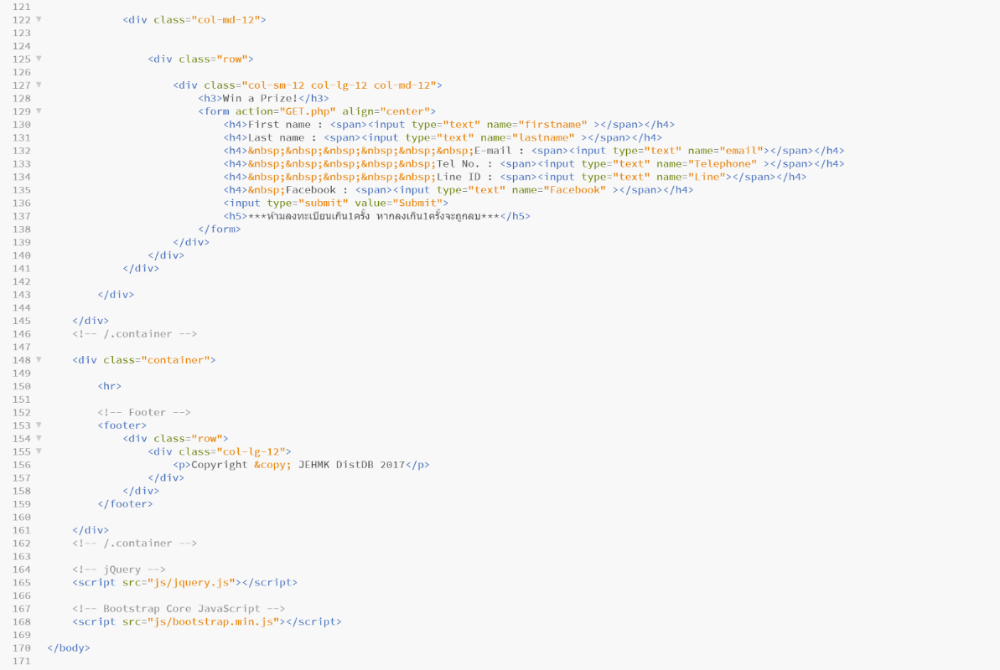 121
122 <div class="col-md-12">
123
124
125 <div class="row">
126
127 <div class="col-sm-12 col-lg-12 col-md-12">
128 <h3>Win a Prize!</h3>
129 <form action="GET.php" align="center">
130 <h4>First name : <span><input type="text" name="firstname" ></span></h4>
131 <h4>Last name : <span><input type="text" name="lastname" ></span></h4>
132 <h4>&nbsp;&nbsp;&nbsp;&nbsp;&nbsp;&nbsp;E-mail : <span><input type="text" name="email"></span></h4>
133 <h4>&nbsp;&nbsp;&nbsp;&nbsp;&nbsp;Tel No. : <span><input type="text" name="Telephone" ></span></h4>
134 <h4>&nbsp;&nbsp;&nbsp;&nbsp;&nbsp;Line ID : <span><input type="text" name="Line"></span></h4>
135 <h4>&nbsp;Facebook : <span><input type="text" name="Facebook" ></span></h4>
136 <input type="submit" value="Submit">
137 <h5>***ห้ามลงทะเบียนเกิน1ครั้ง หากลงเกิน1ครั้งจะถูกลบ***</h5>
138 </form>
139 </div>
140 </div>
141 </div>
142
143 </div>
144
145 </div>
146 <!-- /.container -->
147
148 <div class="container">
149
150 <hr>
151
152 <!-- Footer -->
153 <footer>
154 <div class="row">
155 <div class="col-lg-12">
156 <p>Copyright &copy; JEHMK DistDB 2017</p>
157 </div>
158 </div>
159 </footer>
160
161 </div>
162 <!-- /.container -->
163
164 <!-- jQuery -->
165 <script src="js/jquery.js"></script>
166
167 <!-- Bootstrap Core JavaScript -->
168 <script src="js/bootstrap.min.js"></script>
169
170 </body>
171